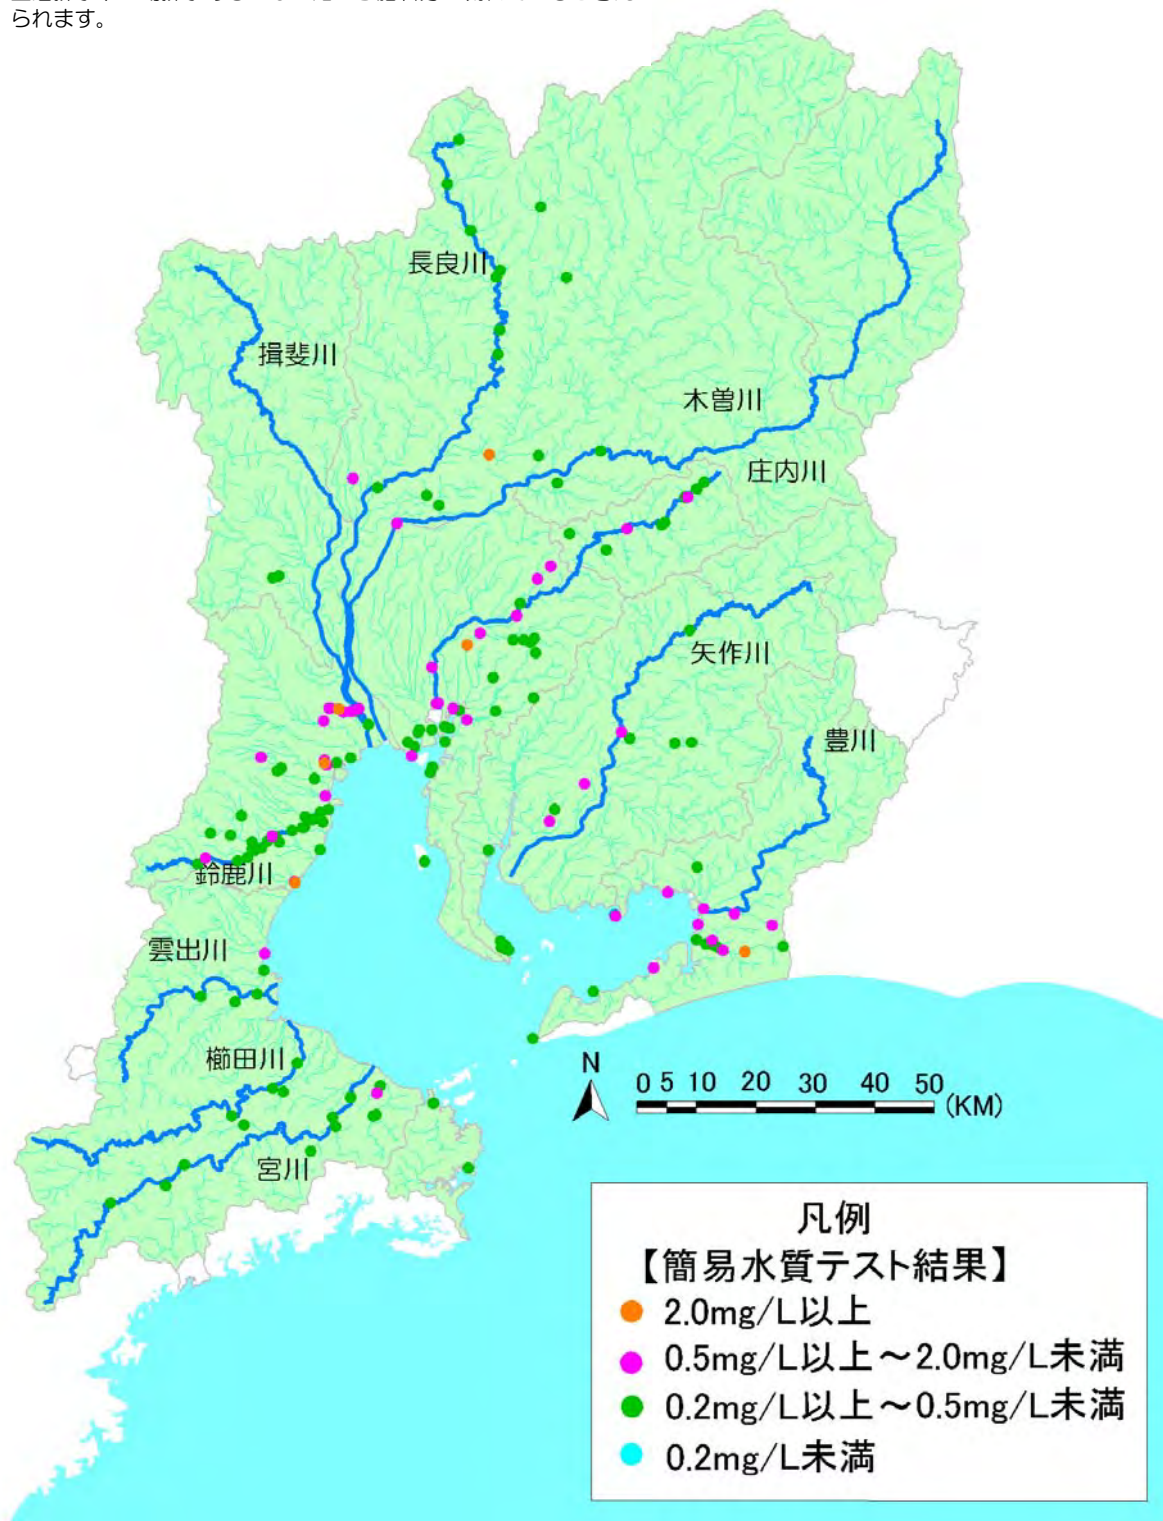 られます。
長良川
揖斐川
木曽川
庄内川
矢作川
豊川
鈴鹿川
雲出川
櫛田川
宮川
N
0 5 10 20 30 40 50
(KM)
凡例
【簡易水質テスト結果】
2.0mg/L以上
0.5mg/L以上～2.0mg/L未満
0.2mg/L以上～0.5mg/L未満
0.2mg/L未満